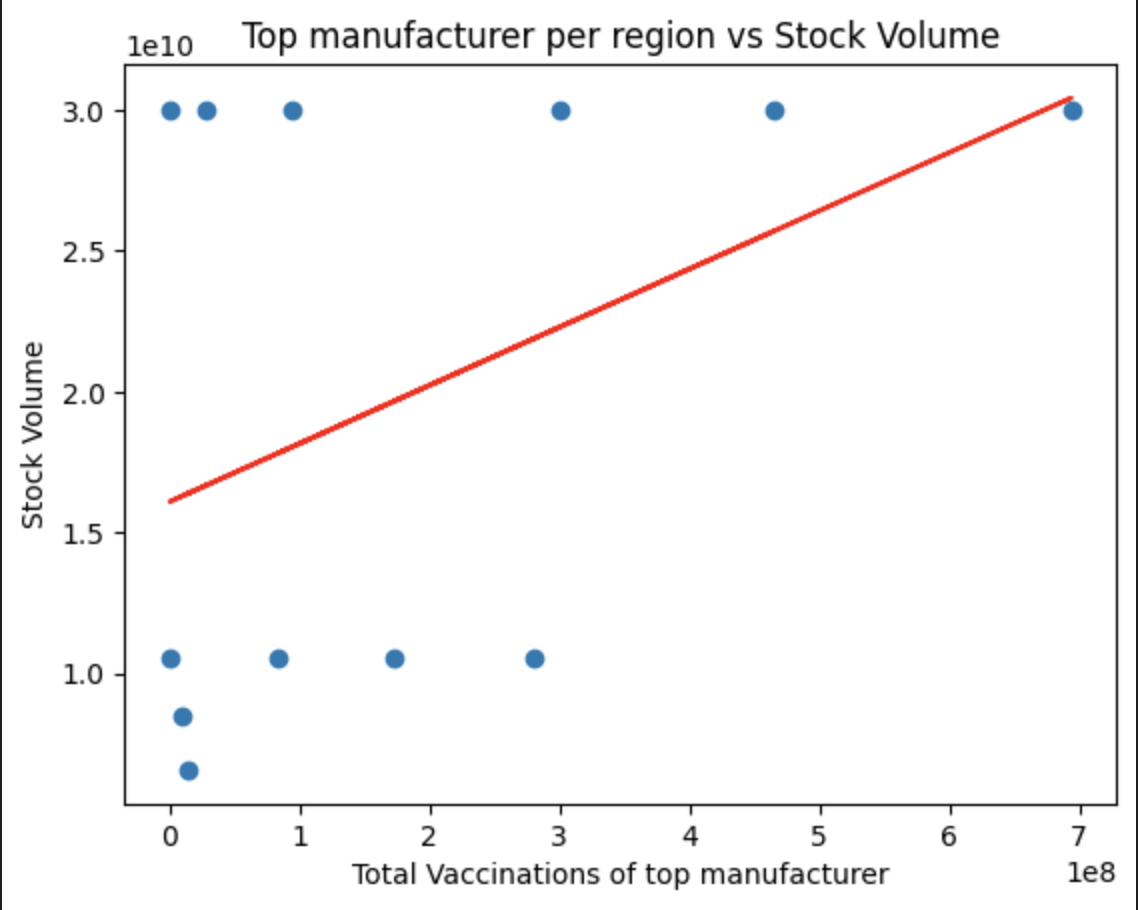 Top manufacturer per region vs Stock Volume
1e10
3.0
2.5
2.0
1.5
1.0
Stock Volume
0 1 2 3 4 5 6 7
1e8
Total Vaccinations of top manufacturer